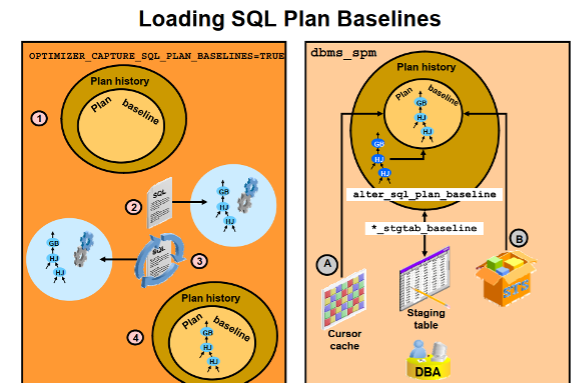 Loading SQL Plan Baselines
OPTIMIZER_CAPTURE_SQL_PLAN_BASELINES=TRUE
Plan history
Plan baseline
1
2
SQL
GB
HJ
HJ
GB
HJ
HJ
SQL
3
Plan history
Plan baseline
4
GB
HJ
HJ
dbms_spm
Plan history
Plan baseline
GB
HJ
HJ
GB
HJ
HJ
alter_sql_plan_baseline
*_stgtab_baseline
A
B
STS
Cursor
cache
Staging
table
DBA